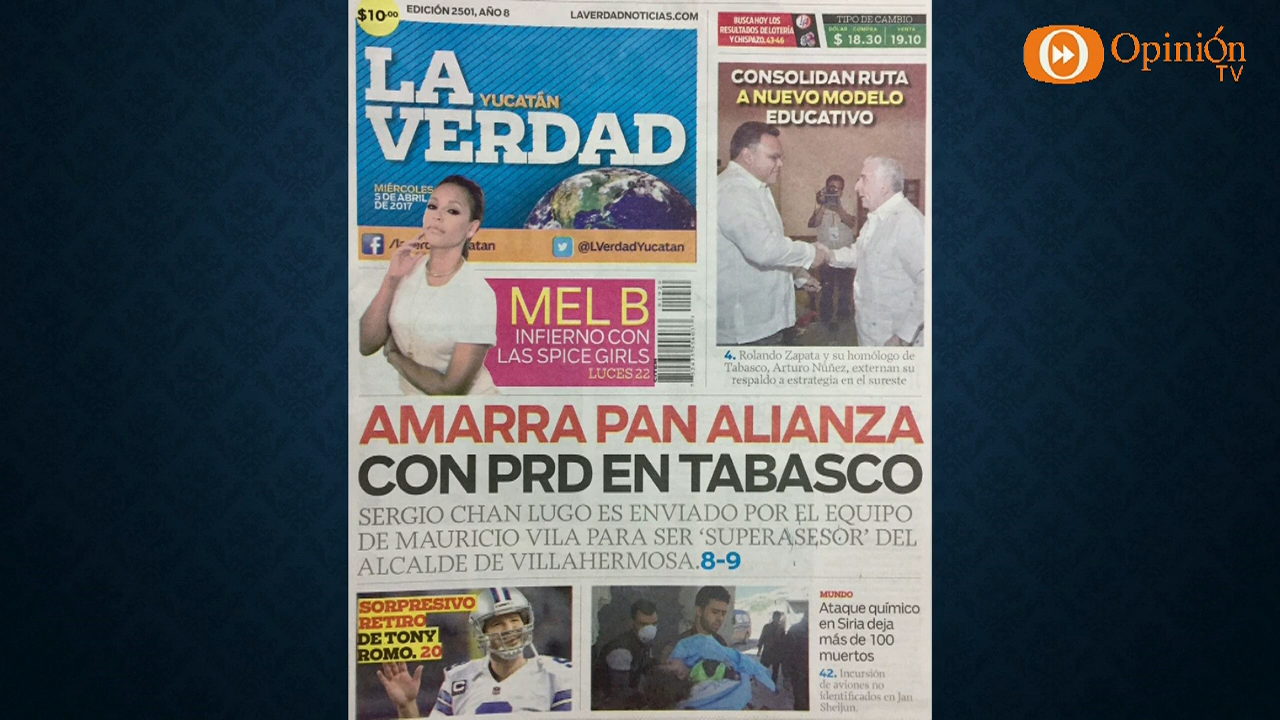 $10.00
EDICIÓN 2501, AÑO 8
LAVERDADNOTICIAS.COM
LA
YUCATÁN
VERDAD
MIÉRCOLES
5 DE ABRIL
DE 2017
@LVerdadYucatan
BUSCA HOY LOS
RESULTADOS DE LOTERÍA
Y CHISPAZO, 43-46
TIPO DE CAMBIO
DÓLAR COMPRA VENTA
$ 18.30 19.10
CONSOLIDAN RUTA
A NUEVO MODELO
EDUCATIVO
4. Rolando Zapata y su homólogo de
Tabasco, Arturo Núñez, externan su
respaldo a estrategia en el sureste
MEL B
INFIERNO CON
LAS SPICE GIRLS
LUCES 22
AMARRA PAN ALIANZA
CON PRD EN TABASCO
SERGIO CHAN LUGO ES ENVIADO POR EL EQUIPO
DE MAURICIO VILA PARA SER ‘SUPERASESOR’ DEL
ALCALDE DE VILLAHERMOSA. 8-9
SORPRESIVO
RETIRO
DE TONY
ROMO. 20
MUNDO
Ataque químico
en Siria deja
más de 100
muertos
42. Incursión
de aviones no
identificados en Jan
Sheijun.
Opinión
TV